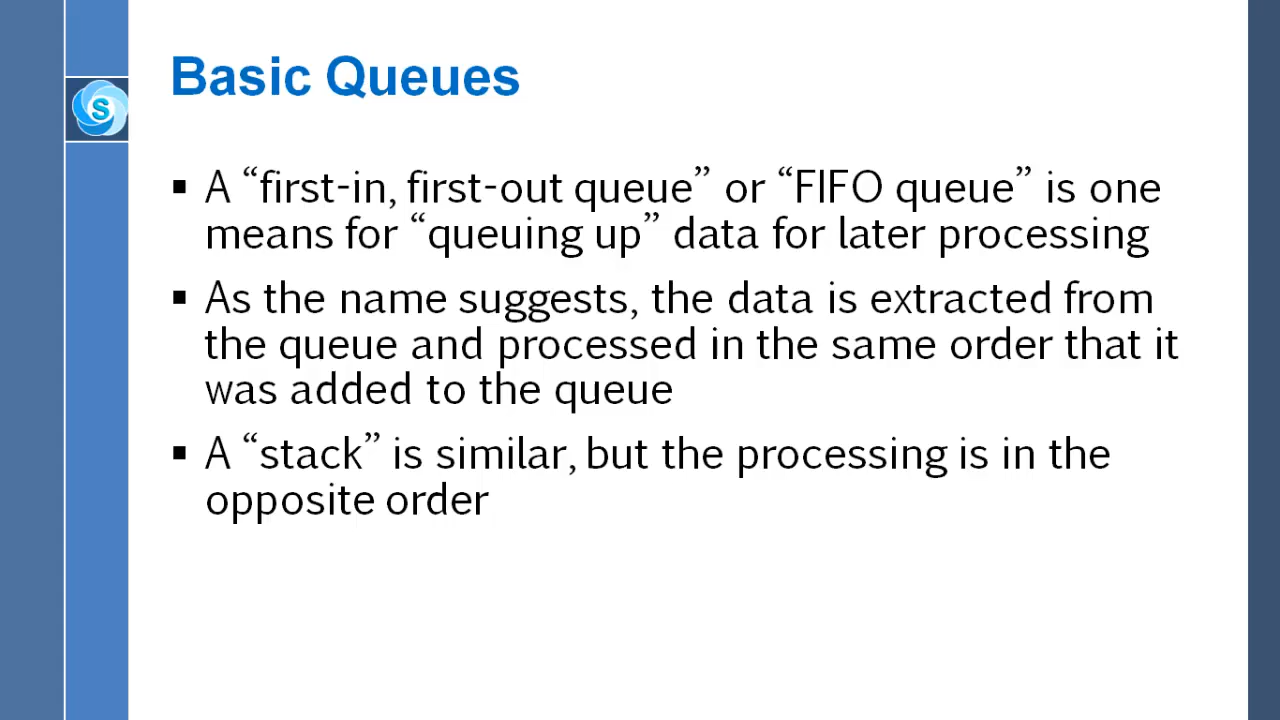 Basic Queues
S
▪ A “first-in, first-out queue” or “FIFO queue” is one
means for “queuing up” data for later processing
▪ As the name suggests, the data is extracted from
the queue and processed in the same order that it
was added to the queue
▪ A “stack” is similar, but the processing is in the
opposite order